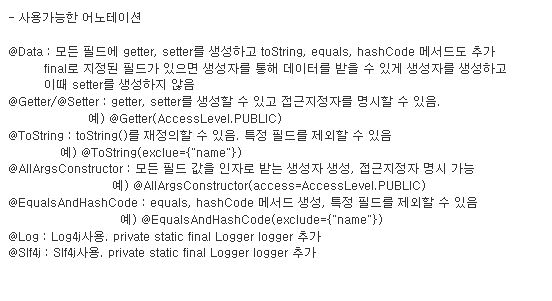 - 사용가능한 어노테이션
@Data : 모든 필드에 getter, setter를 생성하고 toString, equals, hashCode 메서드도 추가
final로 지정된 필드가 있으면 생성자를 통해 데이터를 받을 수 있게 생성자를 생성하고
이때 setter를 생성하지 않음
@Getter/@Setter : getter, setter를 생성할 수 있고 접근지정자를 명시할 수 있음.
예) @Getter(AccessLevel.PUBLIC)
@ToString : toString()를 재정의할 수 있음. 특정 필드를 제외할 수 있음
예) @ToString(exclue={"name"})
@AllArgsConstructor : 모든 필드 값을 인자로 받는 생성자 생성, 접근지정자 명시 가능
예) @AllArgsConstructor(access=AccessLevel.PUBLIC)
@EqualsAndHashCode : equals, hashCode 메서드 생성, 특정 필드를 제외할 수 있음
예) @EqualsAndHashCode(exclude={"name"})
@Log : Log4j사용. private static final Logger logger 추가
@Slf4j : Slf4j사용. private static final Logger logger 추가